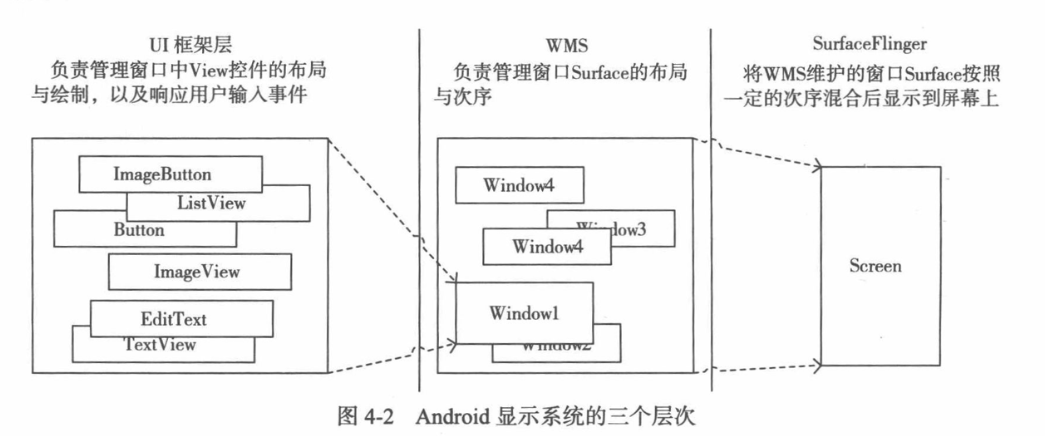 UI 框架层
负责管理窗口中View控件的布局
与绘制，以及响应用户输入事件
WMS
负责管理窗口Surface的布局
与次序
SurfaceFlinger
将WMS维护的窗口Surface按照
一定的次序混合后显示到屏幕上
ImageButton
ListView
Button
ImageView
EditText
TextView
Window4
Window3
Window4
Window1
Window2
Screen
图 4-2 Android 显示系统的三个层次